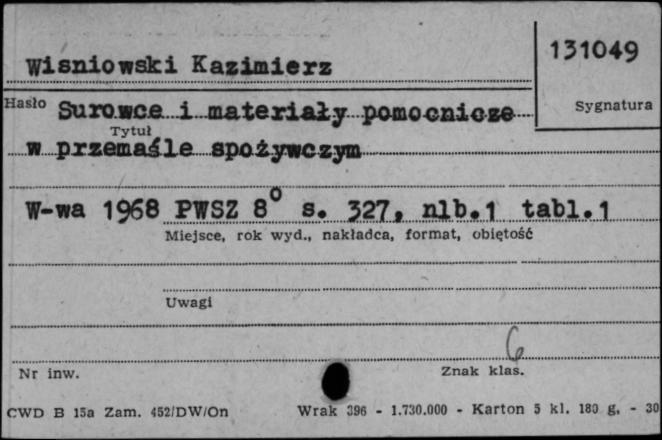 131049
Wisniowski Kazimierz
Hasło Surowce i materiały pomocnicze
Sygnatura
Tytuł
w przemaśle spożywczym
W-wa 1968 PWSZ 8° s. 327, nlb.1 tabl.1
Miejsce, rok wyd., nakładca, format, objętość
Uwagi
6
Nr inw.
Znak klas.
CWD B 15a Zam. 452/DW/On Wrak 396 - 1.730.000 - Karton 5 kl. 180 g. - 30